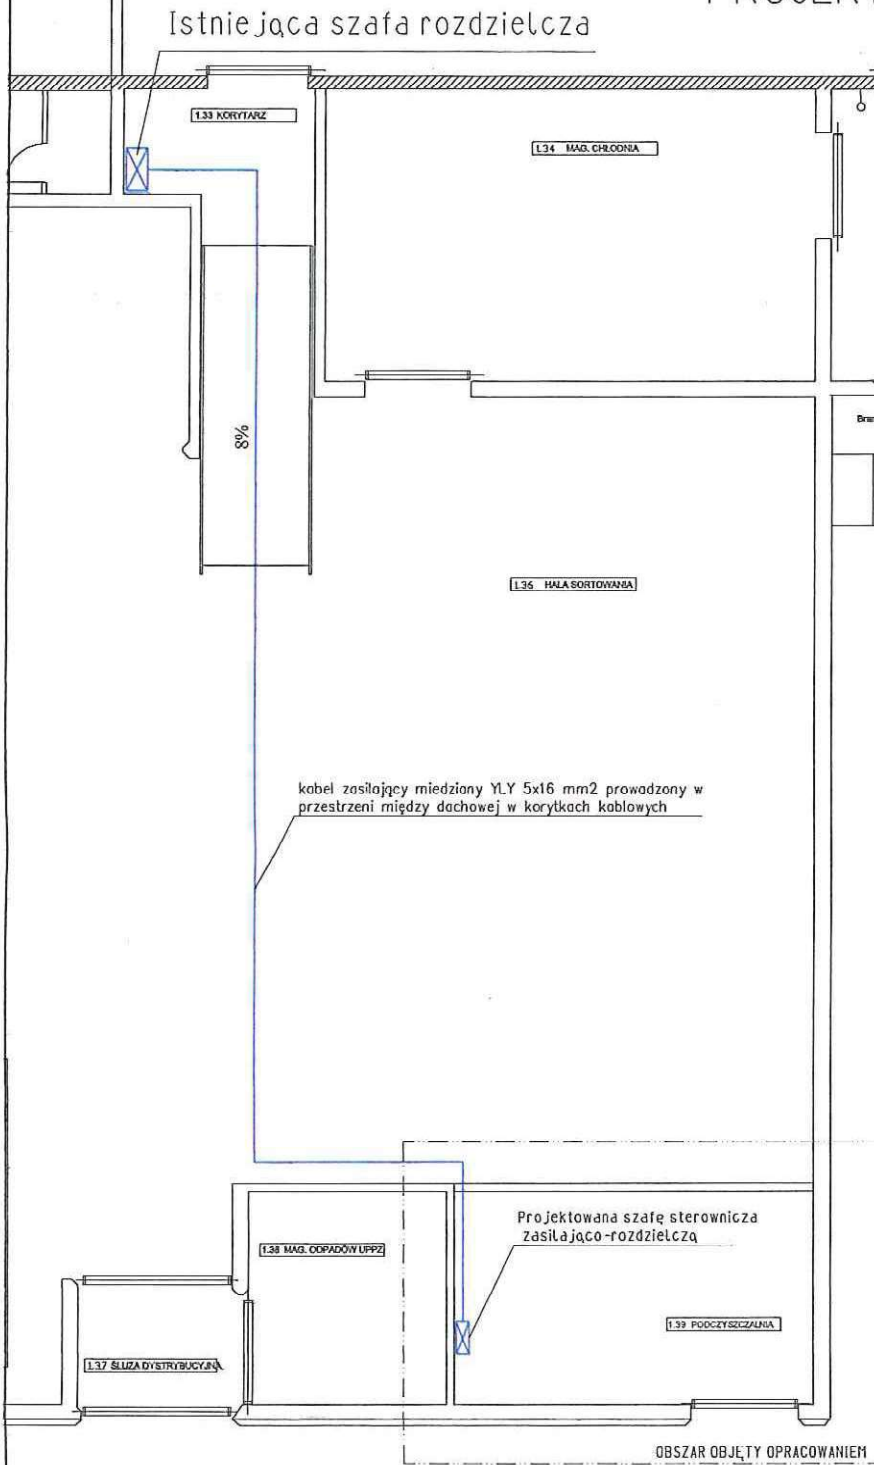 Istniejąca szafa rozdzielcza
1.33 KORYTARZ
1.34 MAG. CHŁODNIA
8%
1.36 HALA SORTOWANIA
kabel zasilający miedziany YLY 5x16 mm2 prowadzony w
przestrzeni między dachowej w korytkach kablowych
Projektowana szafę sterownicza
zasilająco-rozdzielczą
1.38 MAG. ODPADÓW UPPZ
1.39 PODCZYSZCZALNIA
1.37 ŚLUZA DYSTRYBUCYJNA
OBSZAR OBJĘTY OPRACOWANIEM